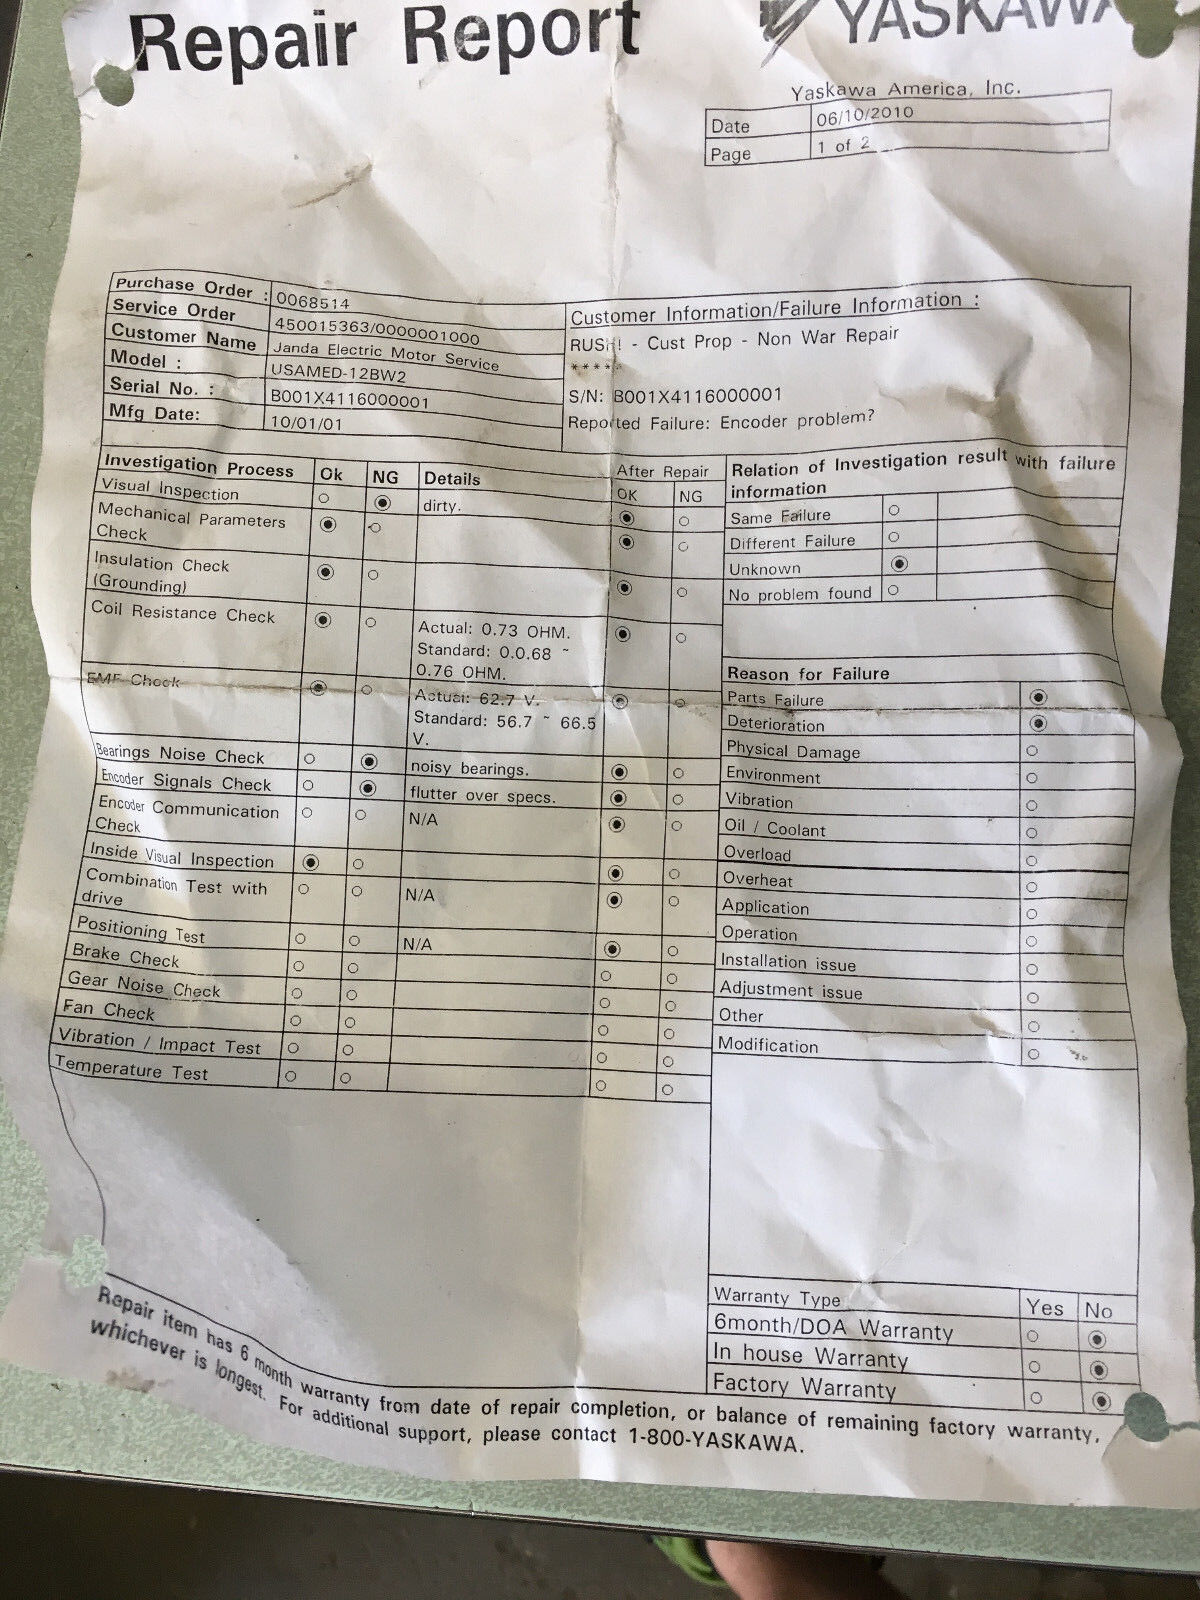 Repair Report
YASKAWA
Yaskawa America, Inc.
Date 06/10/2010
Page 1 of 2
Purchase Order : 0068514
Service Order 450015363/0000001000
Customer Name Janda Electric Motor Service
Model : USAMED-12BW2
Serial No. : B001X4116000001
Mfg Date: 10/01/01
Customer Information/Failure Information :
RUSH! - Cust Prop - Non War Repair
*****
S/N: B001X4116000001
Reported Failure: Encoder problem?
Investigation Process Ok NG Details After Repair
OK NG
Visual Inspection dirty.
Mechanical Parameters
Check
Insulation Check
(Grounding)
Coil Resistance Check Actual: 0.73 OHM.
Standard: 0.0.68 ~
0.76 OHM.
EMF Check Actual: 62.7 V.
Standard: 56.7 ~ 66.5
V.
Bearings Noise Check noisy bearings.
Encoder Signals Check flutter over specs.
Encoder Communication N/A
Check
Inside Visual Inspection
Combination Test with N/A
drive
Positioning Test N/A
Brake Check
Gear Noise Check
Fan Check
Vibration / Impact Test
Temperature Test
Relation of Investigation result with failure
information
Same Failure
Different Failure
Unknown
No problem found
Reason for Failure
Parts Failure
Deterioration
Physical Damage
Environment
Vibration
Oil / Coolant
Overload
Overheat
Application
Operation
Installation issue
Adjustment issue
Other
Modification
Warranty Type Yes No
6month/DOA Warranty
In house Warranty
Factory Warranty
Repair item has 6 month warranty from date of repair completion, or balance of remaining factory warranty,
whichever is longest. For additional support, please contact 1-800-YASKAWA.